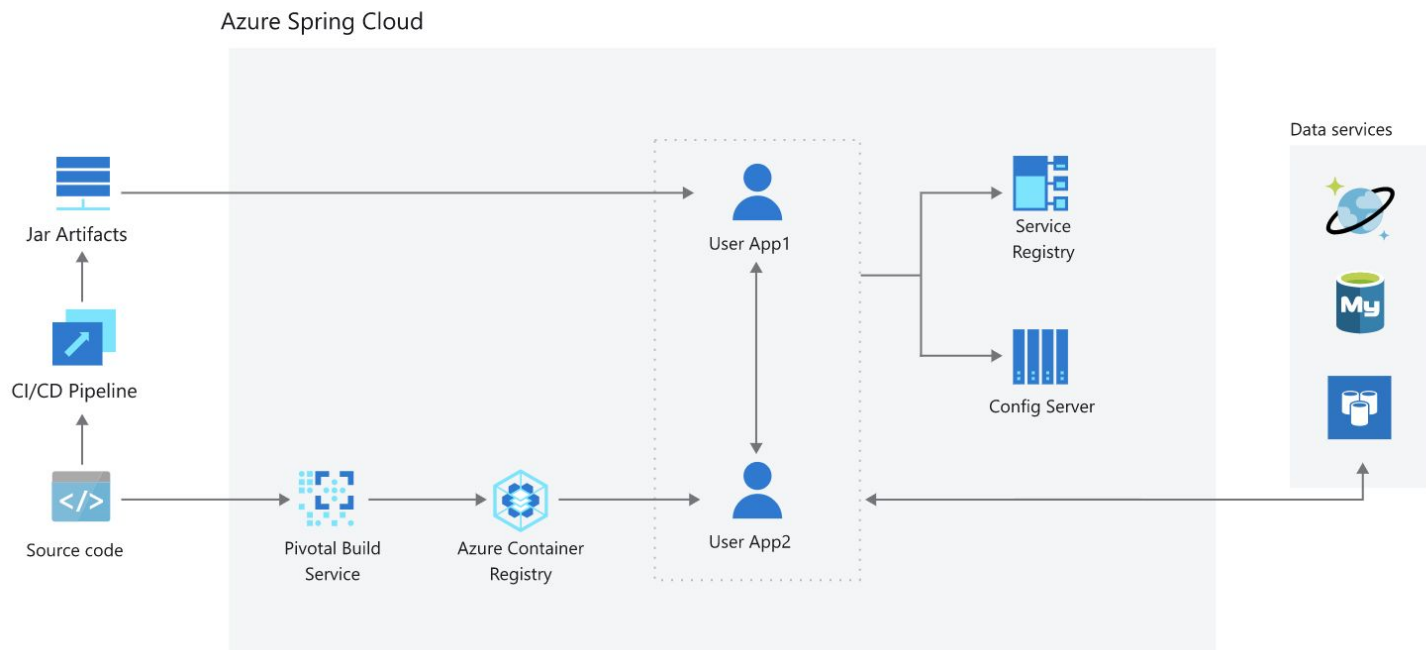 Azure Spring Cloud
Data services
Jar Artifacts
User App1
Service
Registry
My
CI/CD Pipeline
Config Server
</>
Source code
Pivotal Build
Service
Azure Container
Registry
User App2